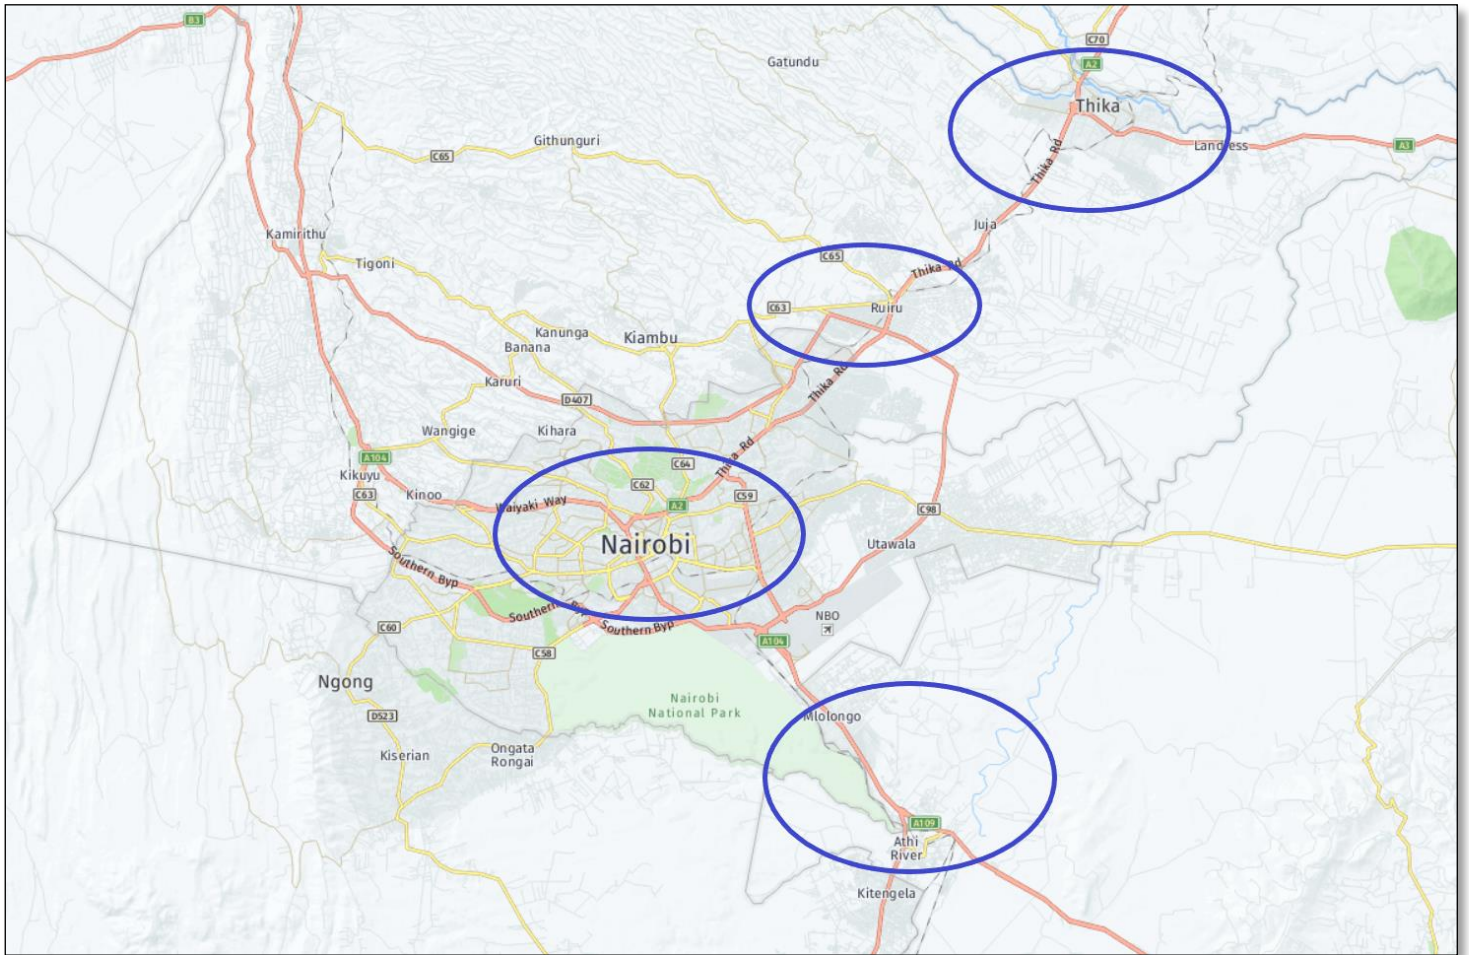 B3
C70
A2
Gatundu
Thika
Landless
A3
Thika Rd
Githunguri
C65
Juja
Kamirithu
Tigoni
C65
Thika Rd
C63
Ruiru
Kanunga
Banana
Kiambu
Karuri
D407
Thika Rd
Wangige
Kihara
Thika Rd
A104
C64
Kikuyu
C62
C63
Kinoo
Waiyaki Way
A2
C59
C98
Nairobi
Utawala
Southern Byp
Southern Byp
Southern Byp
NBO
C60
A104
C58
Ngong
Nairobi
National Park
D523
Mlolongo
Kiserian
Ongata
Rongai
A109
Athi
River
Kitengela